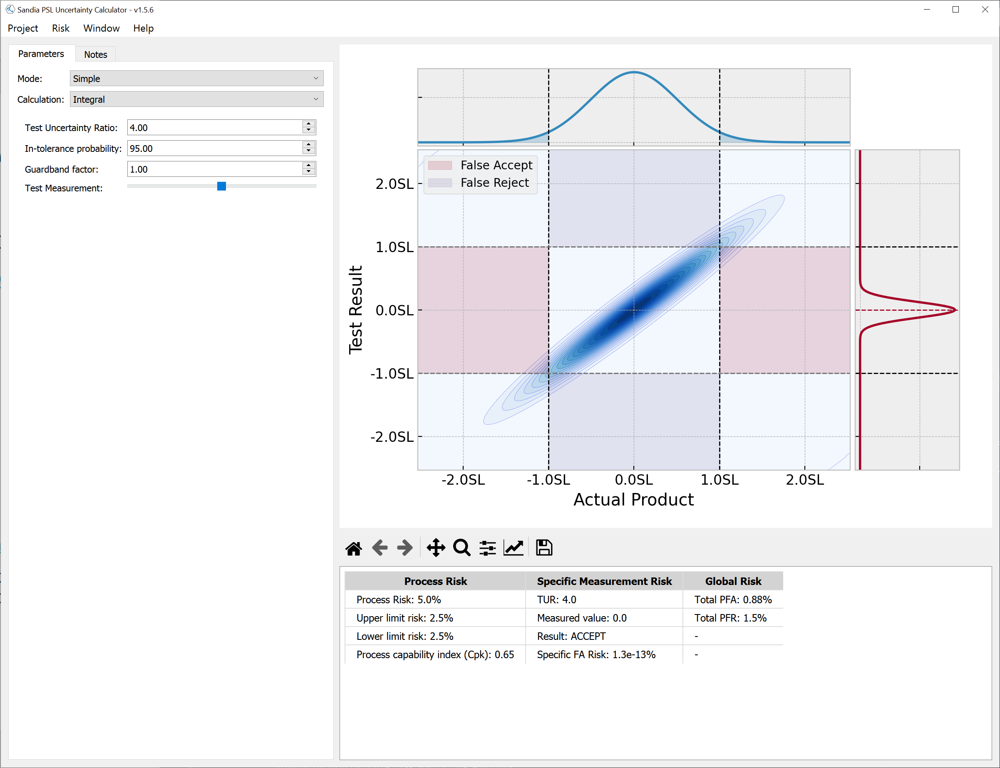 Sandia PSL Uncertainty Calculator - v1.5.6
Project Risk Window Help
Parameters Notes
Mode: Simple
Calculation: Integral
Test Uncertainty Ratio: 4.00
In-tolerance probability: 95.00
Guardband factor: 1.00
Test Measurement:
False Accept
False Reject
2.0SL
1.0SL
0.0SL
-1.0SL
-2.0SL
Test Result
-2.0SL -1.0SL 0.0SL 1.0SL 2.0SL
Actual Product
Process Risk Specific Measurement Risk Global Risk
Process Risk: 5.0% TUR: 4.0 Total PFA: 0.88%
Upper limit risk: 2.5% Measured value: 0.0 Total PFR: 1.5%
Lower limit risk: 2.5% Result: ACCEPT -
Process capability index (Cpk): 0.65 Specific FA Risk: 1.3e-13% -